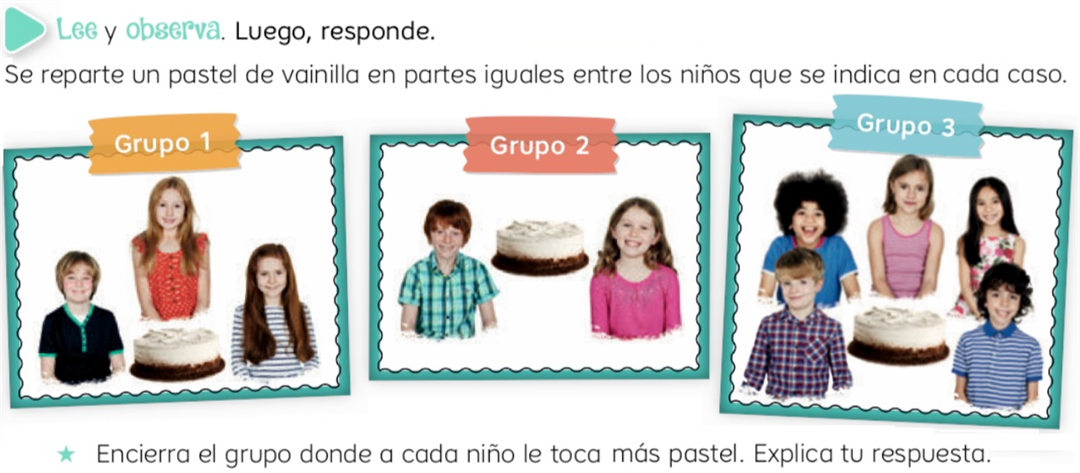 Lee y observa. Luego, responde.
Se reparte un pastel de vainilla en partes iguales entre los niños que se indica en cada caso.
Grupo 1
Grupo 2
Grupo 3
★ Encierra el grupo donde a cada niño le toca más pastel. Explica tu respuesta.